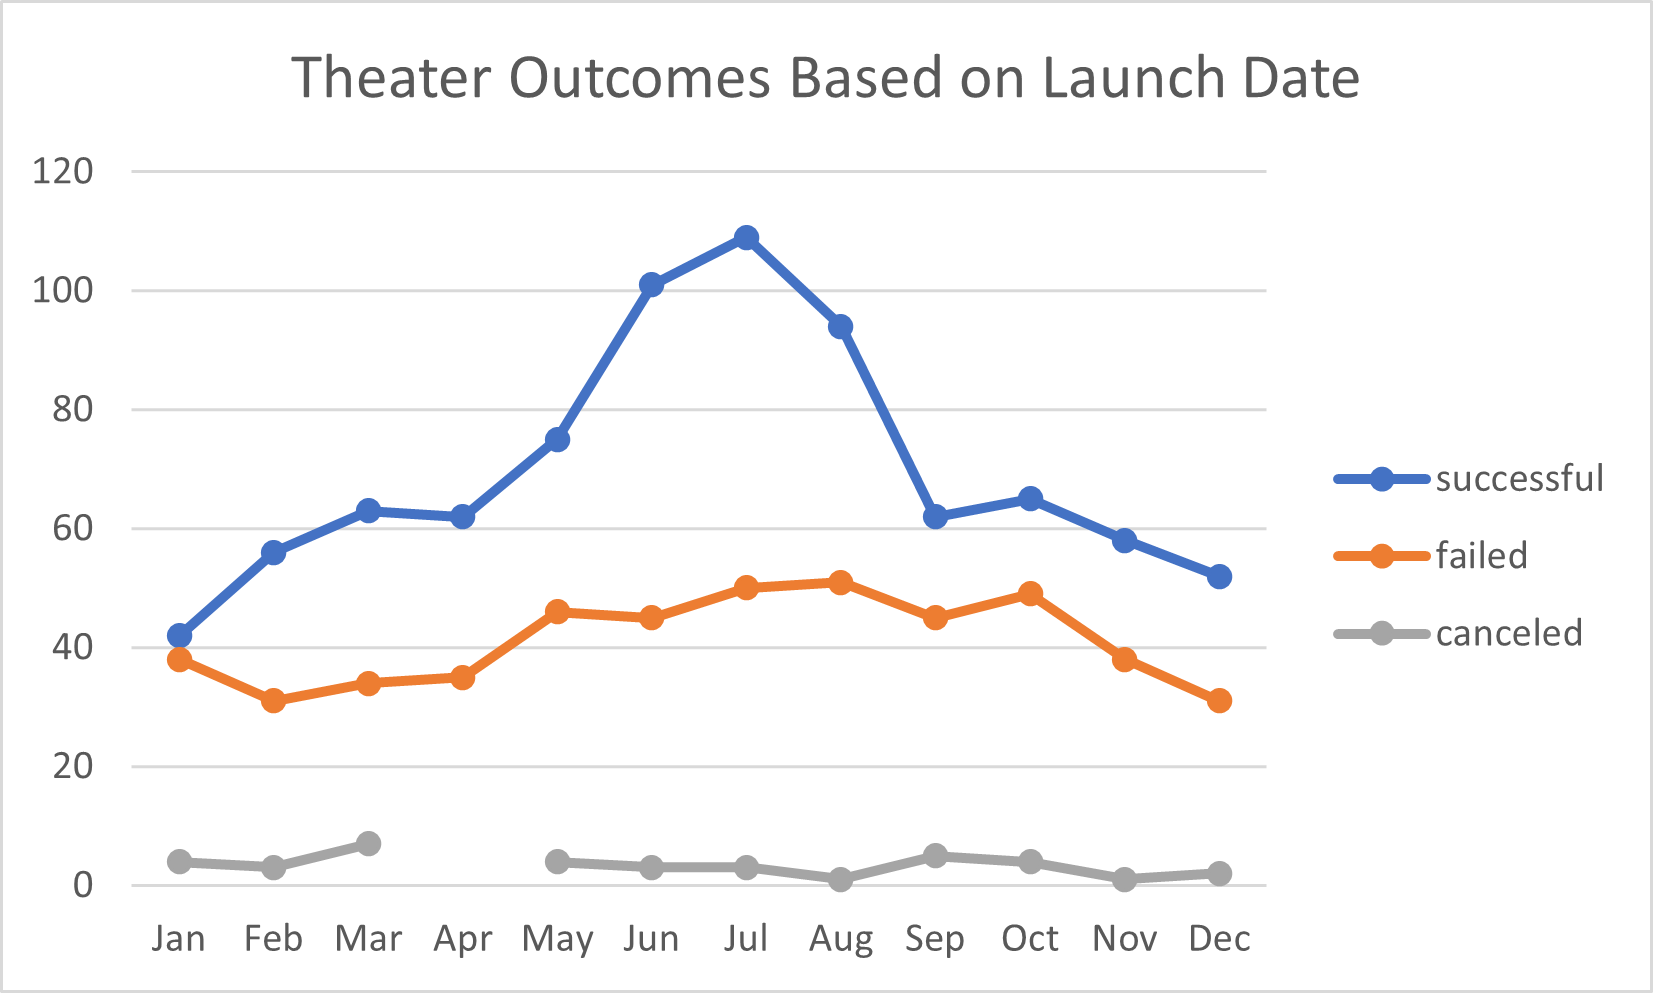 Theater Outcomes Based on Launch Date
120
100
80
60
40
20
0
Jan Feb Mar Apr May Jun Jul Aug Sep Oct Nov Dec
successful
failed
canceled